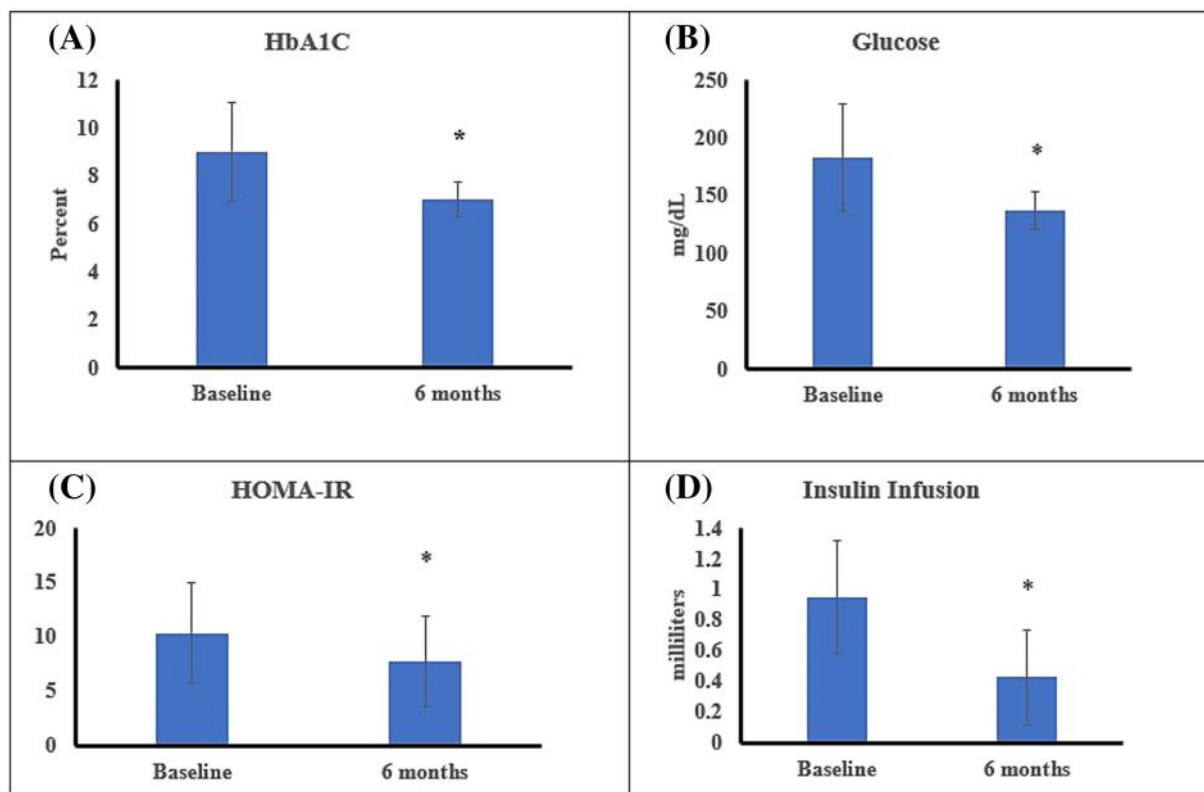 (A)
HbA1C
Percent
12
10
8
6
4
2
0
*
Baseline
6 months
(B)
Glucose
mg/dL
250
200
150
100
50
0
*
Baseline
6 months
(C)
HOMA-IR
20
15
10
5
0
*
Baseline
6 months
(D)
Insulin Infusion
milliliters
1.4
1.2
1
0.8
0.6
0.4
0.2
0
*
Baseline
6 months